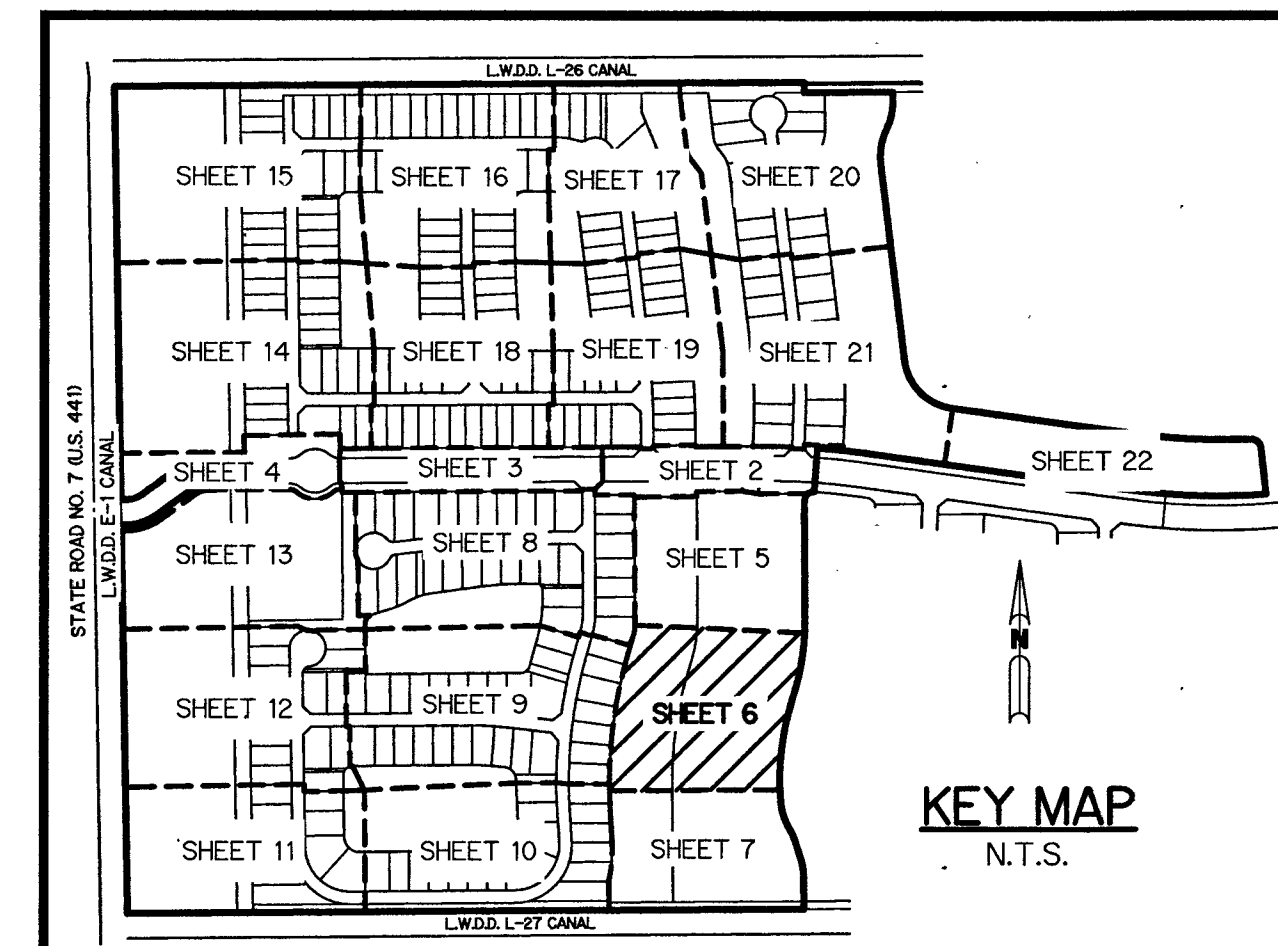 L.W.D.D. L-26 CANAL
SHEET 15
SHEET 16
SHEET 17
SHEET 20
SHEET 14
SHEET 18
SHEET 19
SHEET 21
STATE ROAD NO. 7 (U.S. 441)
L.W.D.D. E-1 CANAL
SHEET 4
SHEET 3
SHEET 2
SHEET 22
SHEET 13
SHEET 8
SHEET 5
N
SHEET 12
SHEET 9
SHEET 6
KEY MAP
N.T.S.
SHEET 11
SHEET 10
SHEET 7
L.W.D.D. L-27 CANAL